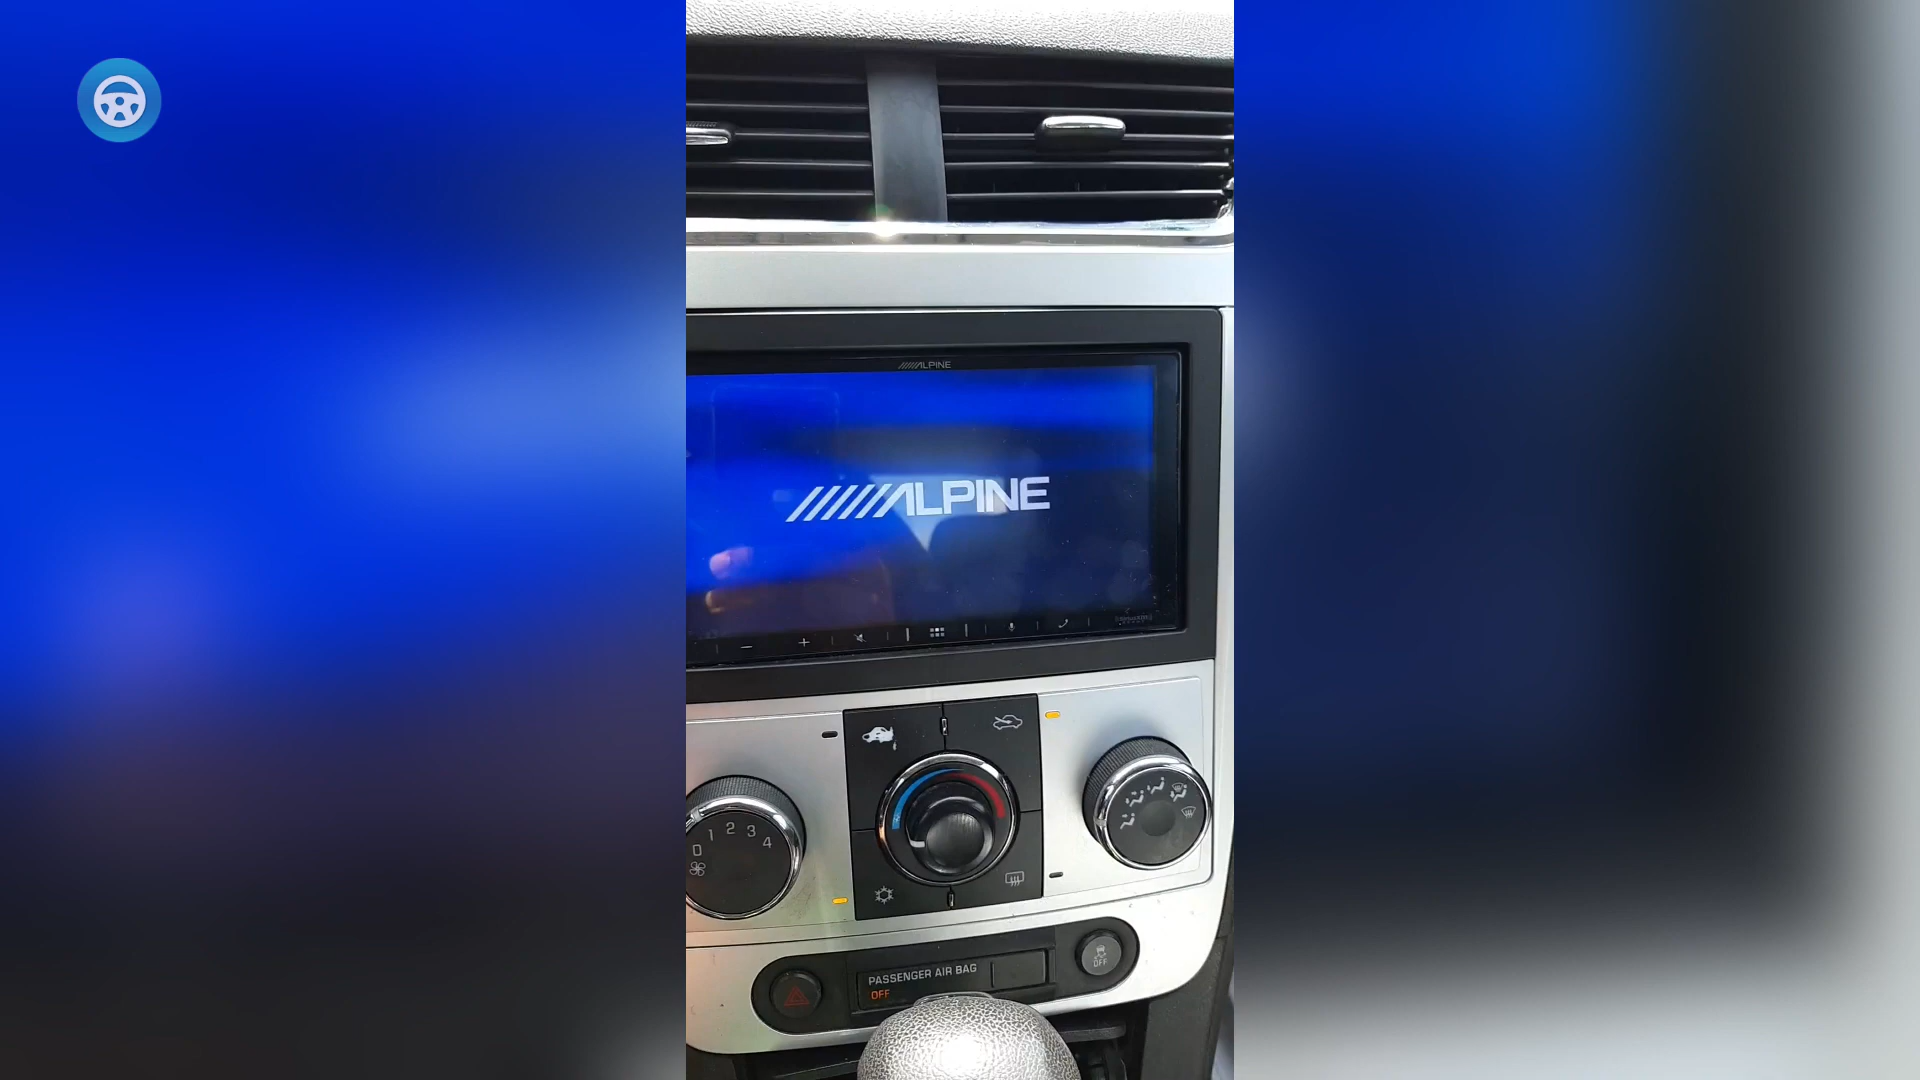 ALPINE
ALPINE
0 1 2 3 4
PASSENGER AIR BAG
OFF
OFF